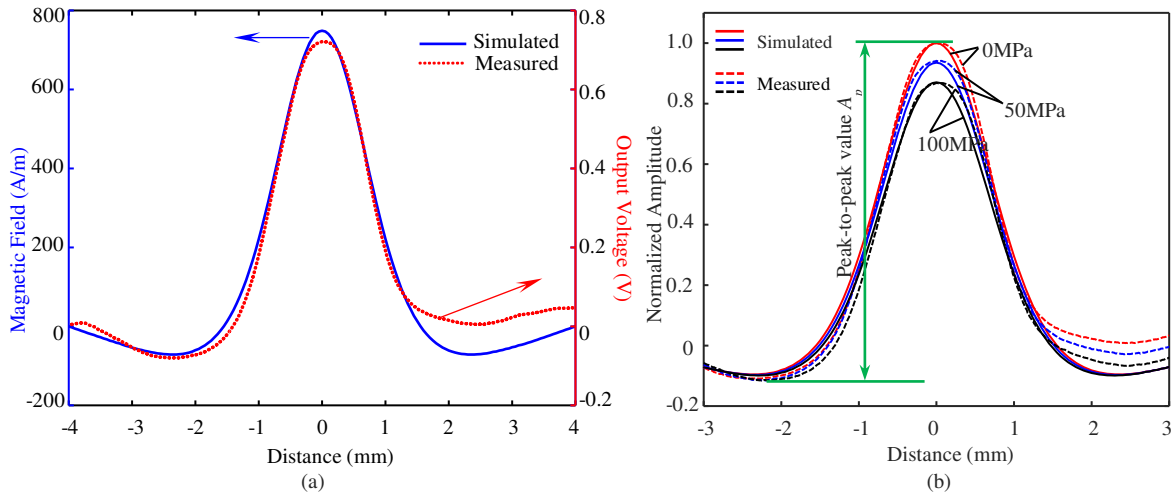 800
600
400
200
0
-200
Magnetic Field (A/m)
-4 -3 -2 -1 0 1 2 3 4
Distance (mm)
(a)
0.8
0.6
0.4
0.2
0
-0.2
Output Voltage (V)
Simulated
Measured
1.0
0.8
0.6
0.4
0.2
0
-0.2
Normalized Amplitude
-3 -2 -1 0 1 2 3
Distance (mm)
(b)
Simulated
Measured
Peak-to-peak value A_p
0MPa
50MPa
100MPa